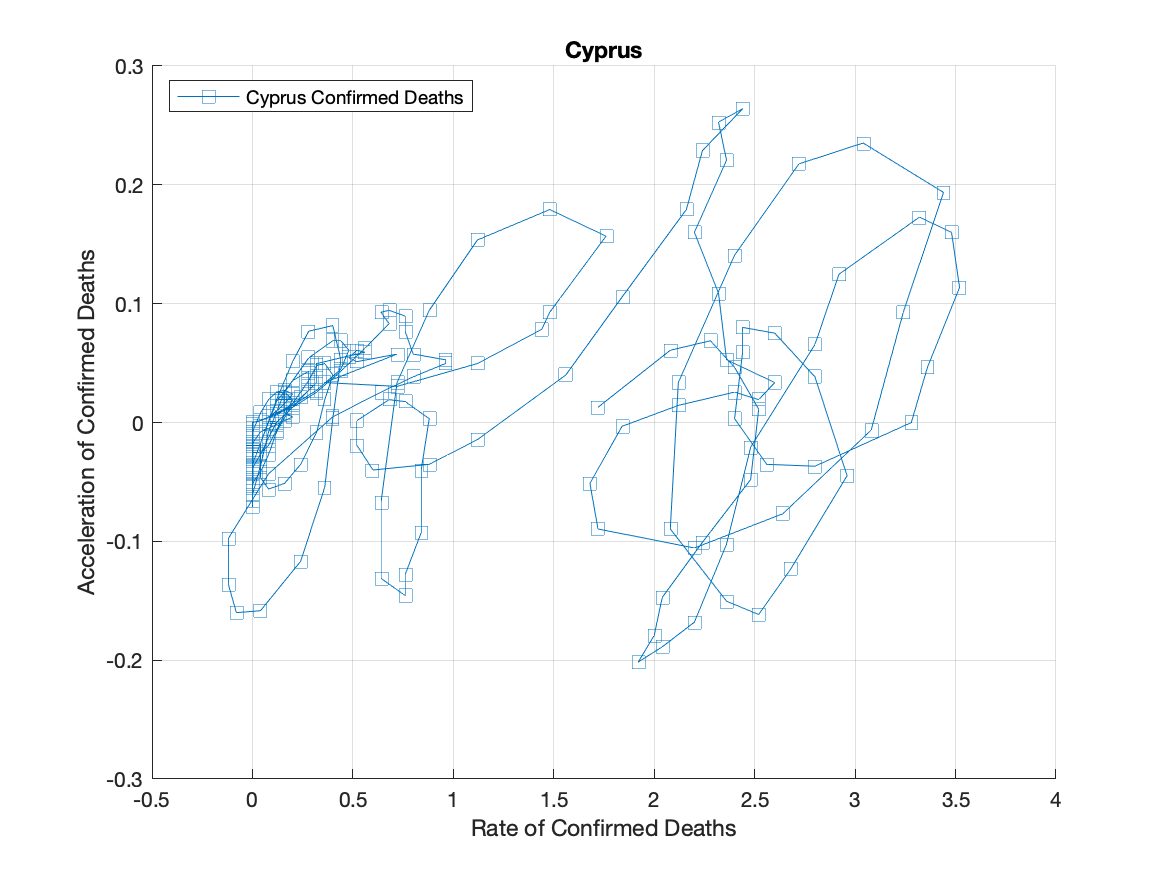 Cyprus
Cyprus Confirmed Deaths
Acceleration of Confirmed Deaths
0.3
0.2
0.1
0
-0.1
-0.2
-0.3
-0.5 0 0.5 1 1.5 2 2.5 3 3.5 4
Rate of Confirmed Deaths